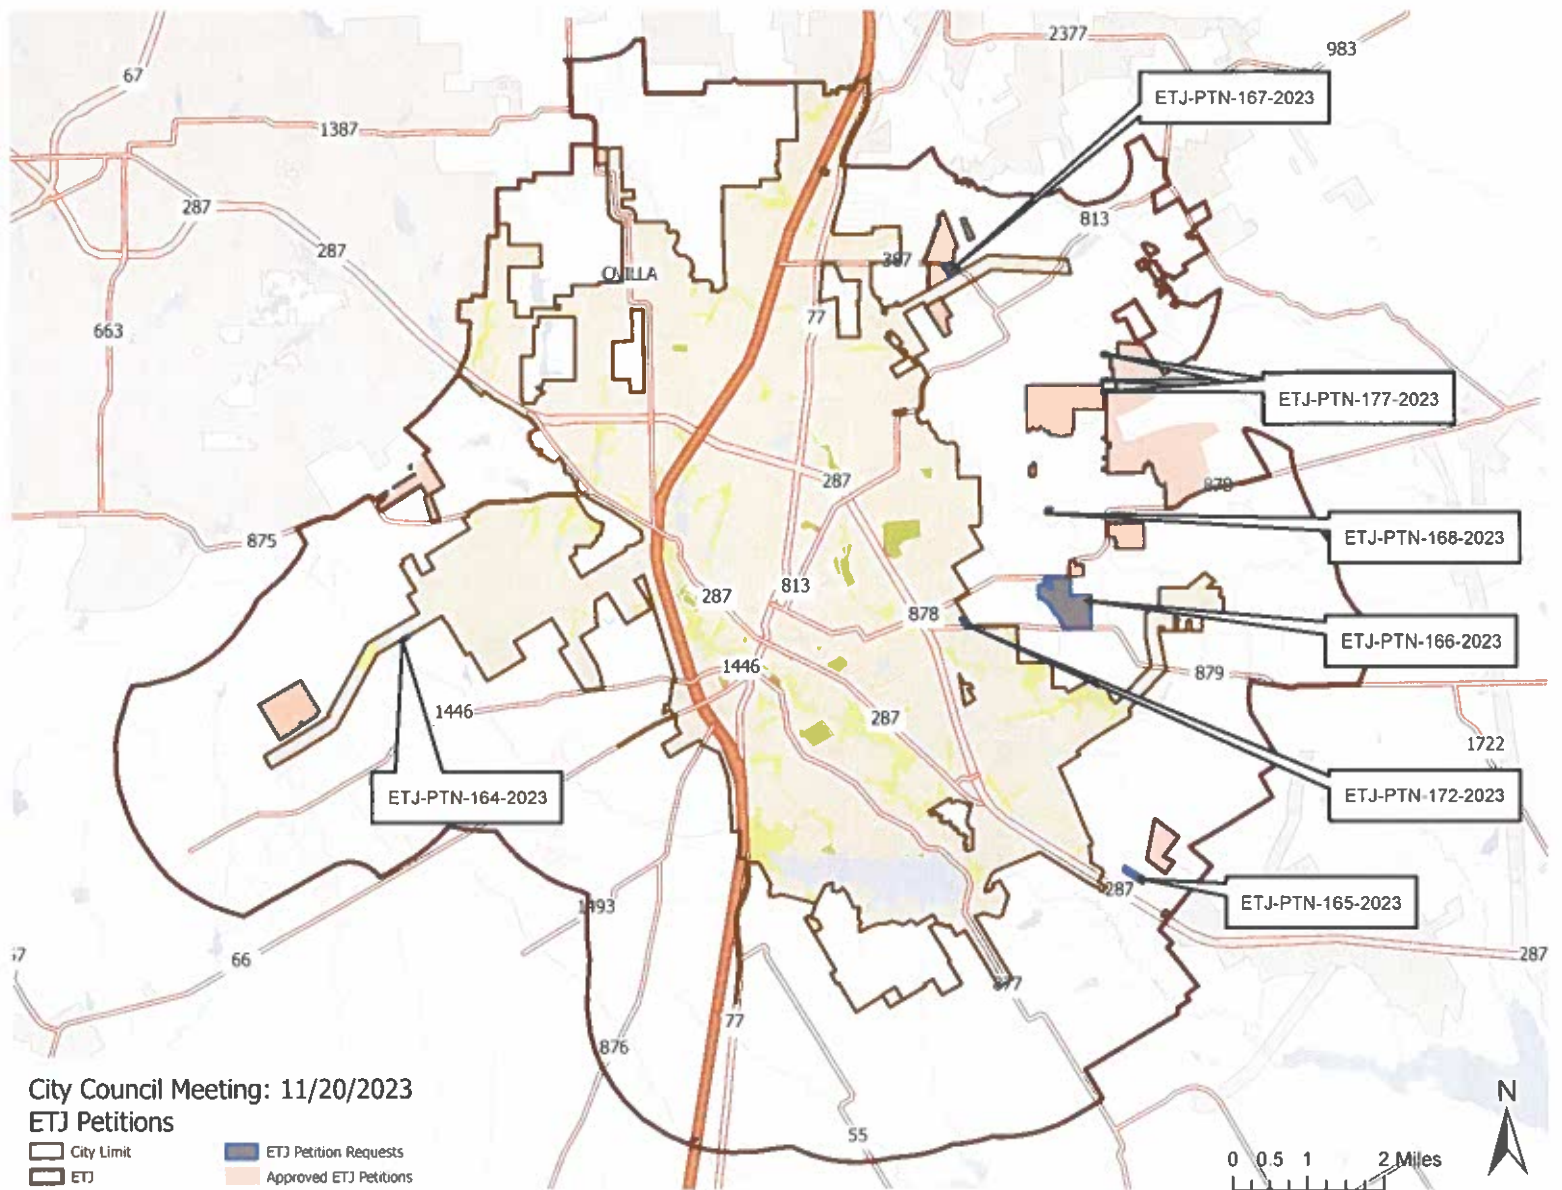 2377
983
67
ETJ-PTN-167-2023
1387
287
813
287
387
OVILLA
77
663
ETJ-PTN-177-2023
287
878
ETJ-PTN-168-2023
875
813
287
878
ETJ-PTN-166-2023
1446
879
1446
287
1722
ETJ-PTN-164-2023
ETJ-PTN-172-2023
287
ETJ-PTN-165-2023
1493
66
287
877
77
876
55
City Council Meeting: 11/20/2023
ETJ Petitions
City Limit
ETJ Petition Requests
ETJ
Approved ETJ Petitions
N
0 0.5 1 2 Miles